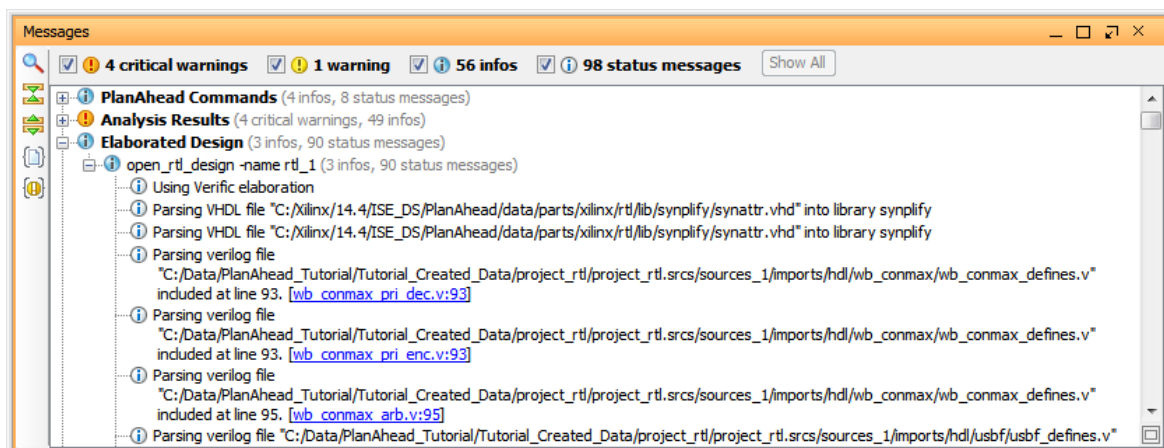 Messages
4 critical warnings 1 warning 56 infos 98 status messages Show All
PlanAhead Commands (4 infos, 8 status messages)
Analysis Results (4 critical warnings, 49 infos)
Elaborated Design (3 infos, 90 status messages)
open_rtl_design -name rtl_1 (3 infos, 90 status messages)
Using Verific elaboration
Parsing VHDL file "C:/Xilinx/14.4/ISE_DS/PlanAhead/data/parts/xilinx/rtl/lib/synplify/synattr.vhd" into library synplify
Parsing VHDL file "C:/Xilinx/14.4/ISE_DS/PlanAhead/data/parts/xilinx/rtl/lib/synplify/synattr.vhd" into library synplify
Parsing verilog file
"C:/Data/PlanAhead_Tutorial/Tutorial_Created_Data/project_rtl/project_rtl.srcs/sources_1/imports/hdl/wb_conmax/wb_conmax_defines.v"
included at line 93. [wb_conmax_pri_dec.v:93]
Parsing verilog file
"C:/Data/PlanAhead_Tutorial/Tutorial_Created_Data/project_rtl/project_rtl.srcs/sources_1/imports/hdl/wb_conmax/wb_conmax_defines.v"
included at line 93. [wb_conmax_pri_enc.v:93]
Parsing verilog file
"C:/Data/PlanAhead_Tutorial/Tutorial_Created_Data/project_rtl/project_rtl.srcs/sources_1/imports/hdl/wb_conmax/wb_conmax_defines.v"
included at line 95. [wb_conmax_arb.v:95]
Parsing verilog file "C:/Data/PlanAhead_Tutorial/Tutorial_Created_Data/project_rtl/project_rtl.srcs/sources_1/imports/hdl/usbf/usbf_defines.v"